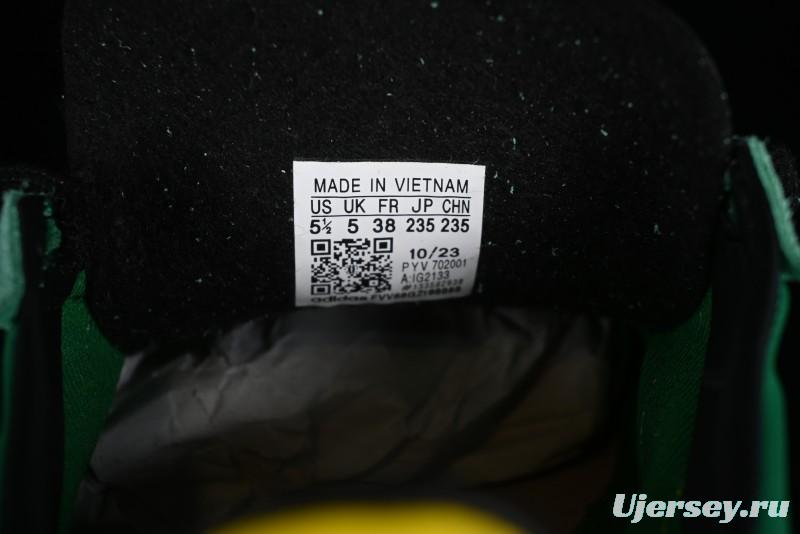 MADE IN VIETNAM
US UK FR JP CHN
5½ 5 38 235 235
10/23
PYV 702001
A:IG2133
adidas
Ujersey.ru